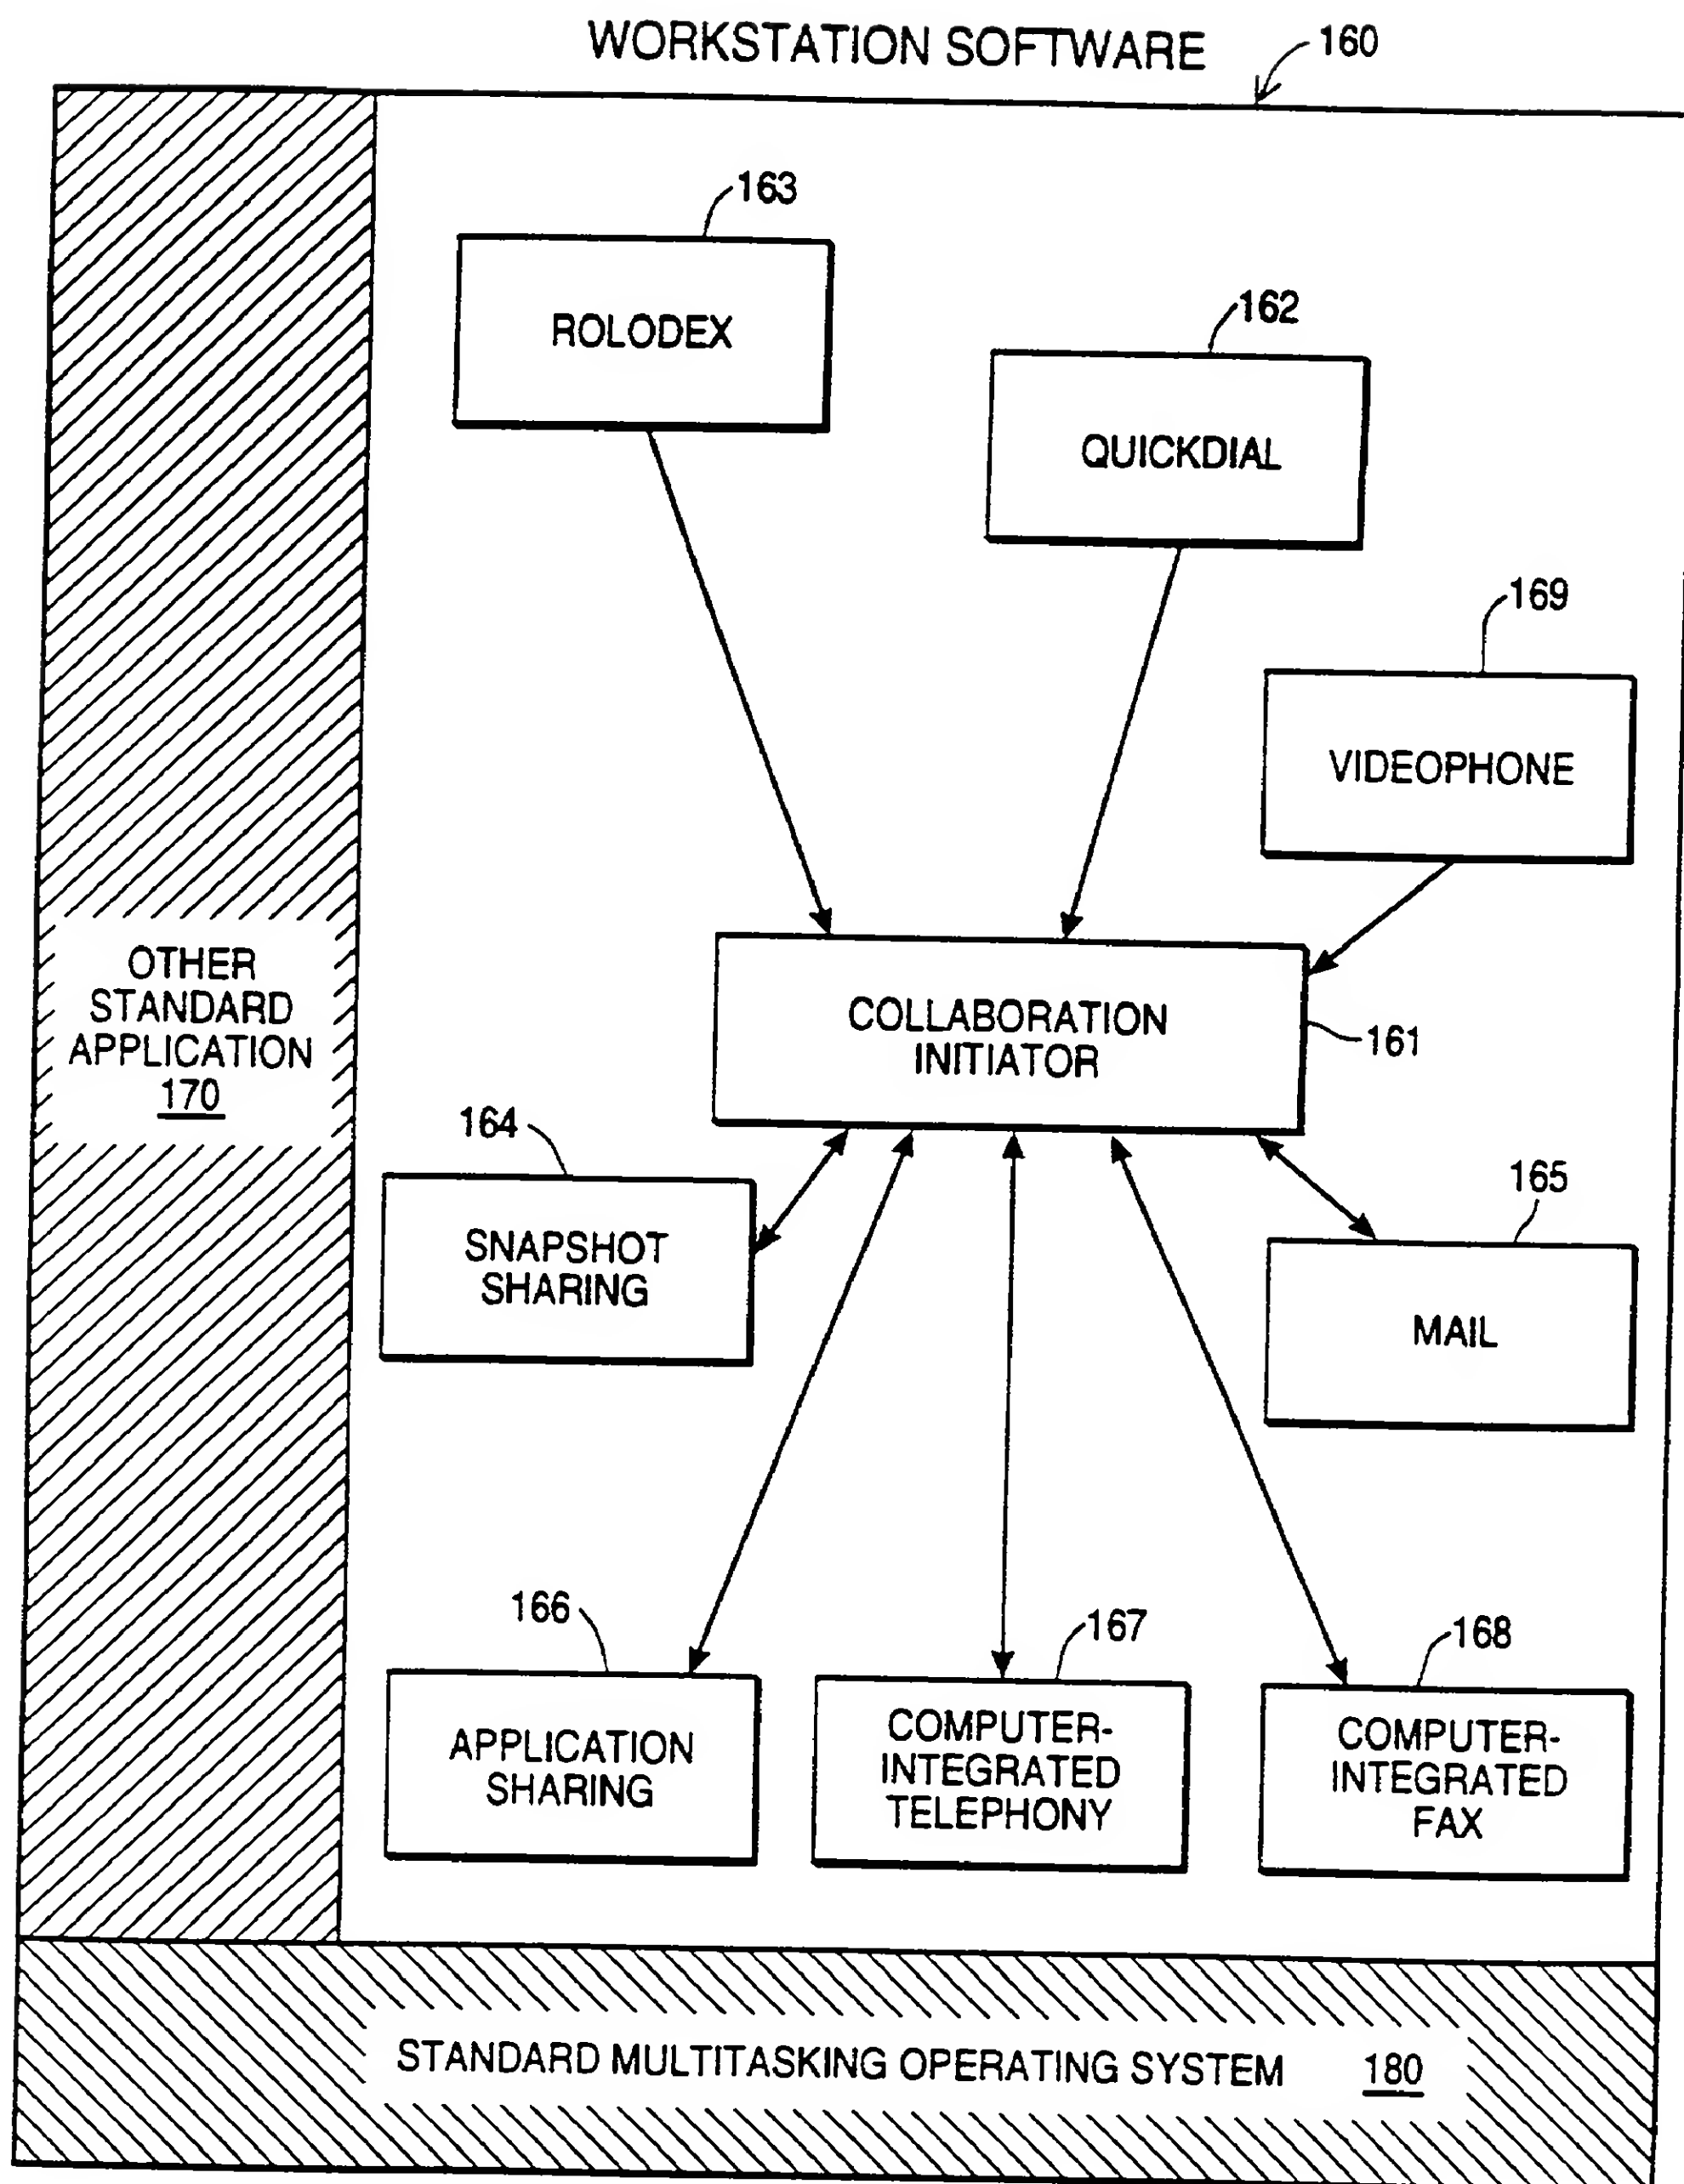 WORKSTATION SOFTWARE
160
163
ROLODEX
162
QUICKDIAL
169
VIDEOPHONE
OTHER
STANDARD
APPLICATION
170
COLLABORATION
INITIATOR
161
164
SNAPSHOT
SHARING
165
MAIL
166
APPLICATION
SHARING
167
COMPUTER-
INTEGRATED
TELEPHONY
168
COMPUTER-
INTEGRATED
FAX
STANDARD MULTITASKING OPERATING SYSTEM 180